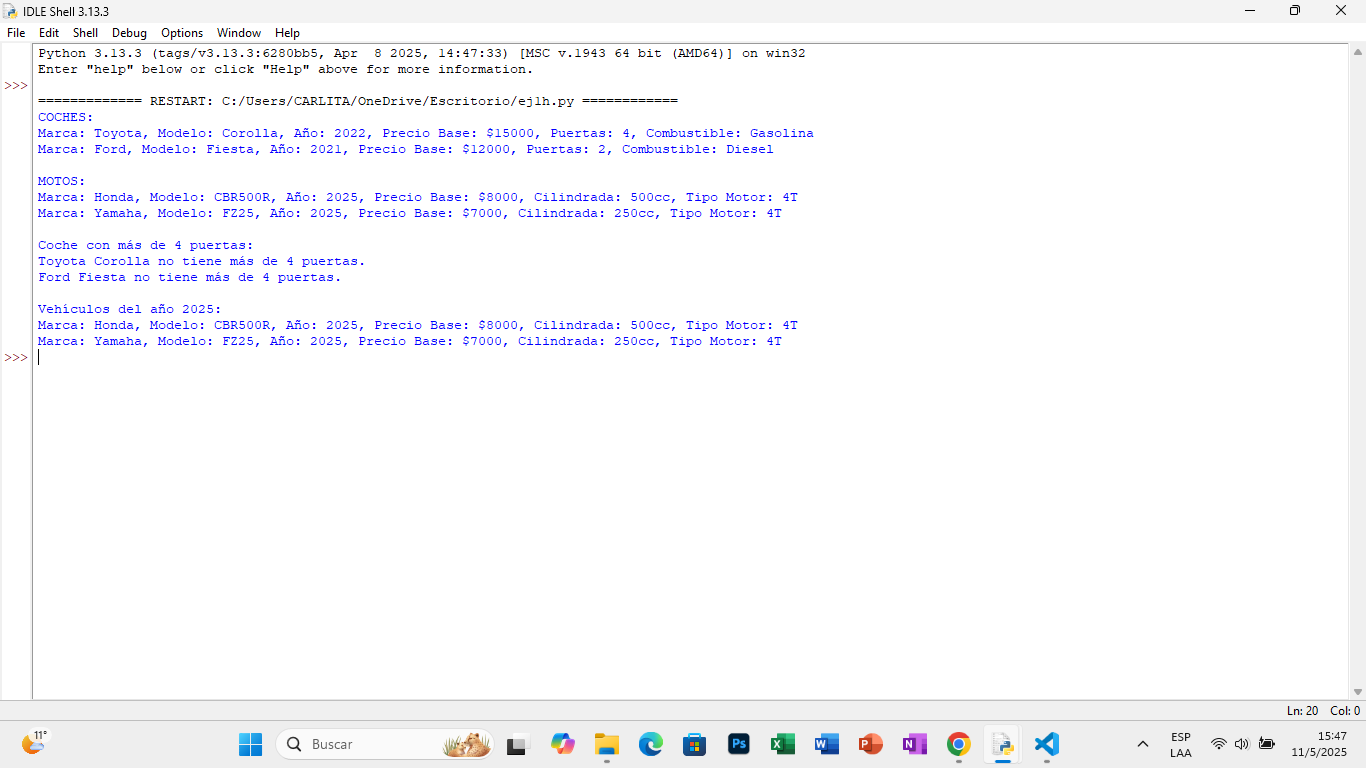 IDLE Shell 3.13.3
File Edit Shell Debug Options Window Help
Python 3.13.3 (tags/v3.13.3:6280bb5, Apr  8 2025, 14:47:33) [MSC v.1943 64 bit (AMD64)] on win32
Enter "help" below or click "Help" above for more information.
>>>
============= RESTART: C:/Users/CARLITA/OneDrive/Escritorio/ej1h.py ============
COCHES:
Marca: Toyota, Modelo: Corolla, Año: 2022, Precio Base: $15000, Puertas: 4, Combustible: Gasolina
Marca: Ford, Modelo: Fiesta, Año: 2021, Precio Base: $12000, Puertas: 2, Combustible: Diesel
MOTOS:
Marca: Honda, Modelo: CBR500R, Año: 2025, Precio Base: $8000, Cilindrada: 500cc, Tipo Motor: 4T
Marca: Yamaha, Modelo: FZ25, Año: 2025, Precio Base: $7000, Cilindrada: 250cc, Tipo Motor: 4T
Coche con más de 4 puertas:
Toyota Corolla no tiene más de 4 puertas.
Ford Fiesta no tiene más de 4 puertas.
Vehículos del año 2025:
Marca: Honda, Modelo: CBR500R, Año: 2025, Precio Base: $8000, Cilindrada: 500cc, Tipo Motor: 4T
Marca: Yamaha, Modelo: FZ25, Año: 2025, Precio Base: $7000, Cilindrada: 250cc, Tipo Motor: 4T
>>>
Ln: 20 Col: 0
11°
Buscar
Ps
X
W
P
N
ESP
LAA
15:47
11/5/2025